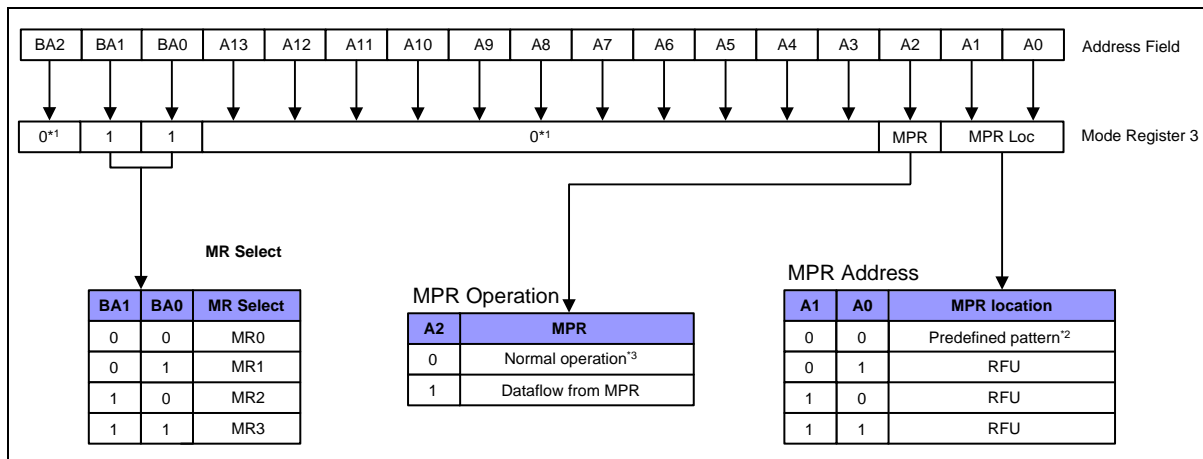 BA2 BA1 BA0 A13 A12 A11 A10 A9 A8 A7 A6 A5 A4 A3 A2 A1 A0 Address Field
0*1 1 1 0*1 MPR MPR Loc Mode Register 3
MR Select
BA1 BA0 MR Select
0 0 MR0
0 1 MR1
1 0 MR2
1 1 MR3
MPR Operation
A2 MPR
0 Normal operation*3
1 Dataflow from MPR
MPR Address
A1 A0 MPR location
0 0 Predefined pattern*2
0 1 RFU
1 0 RFU
1 1 RFU